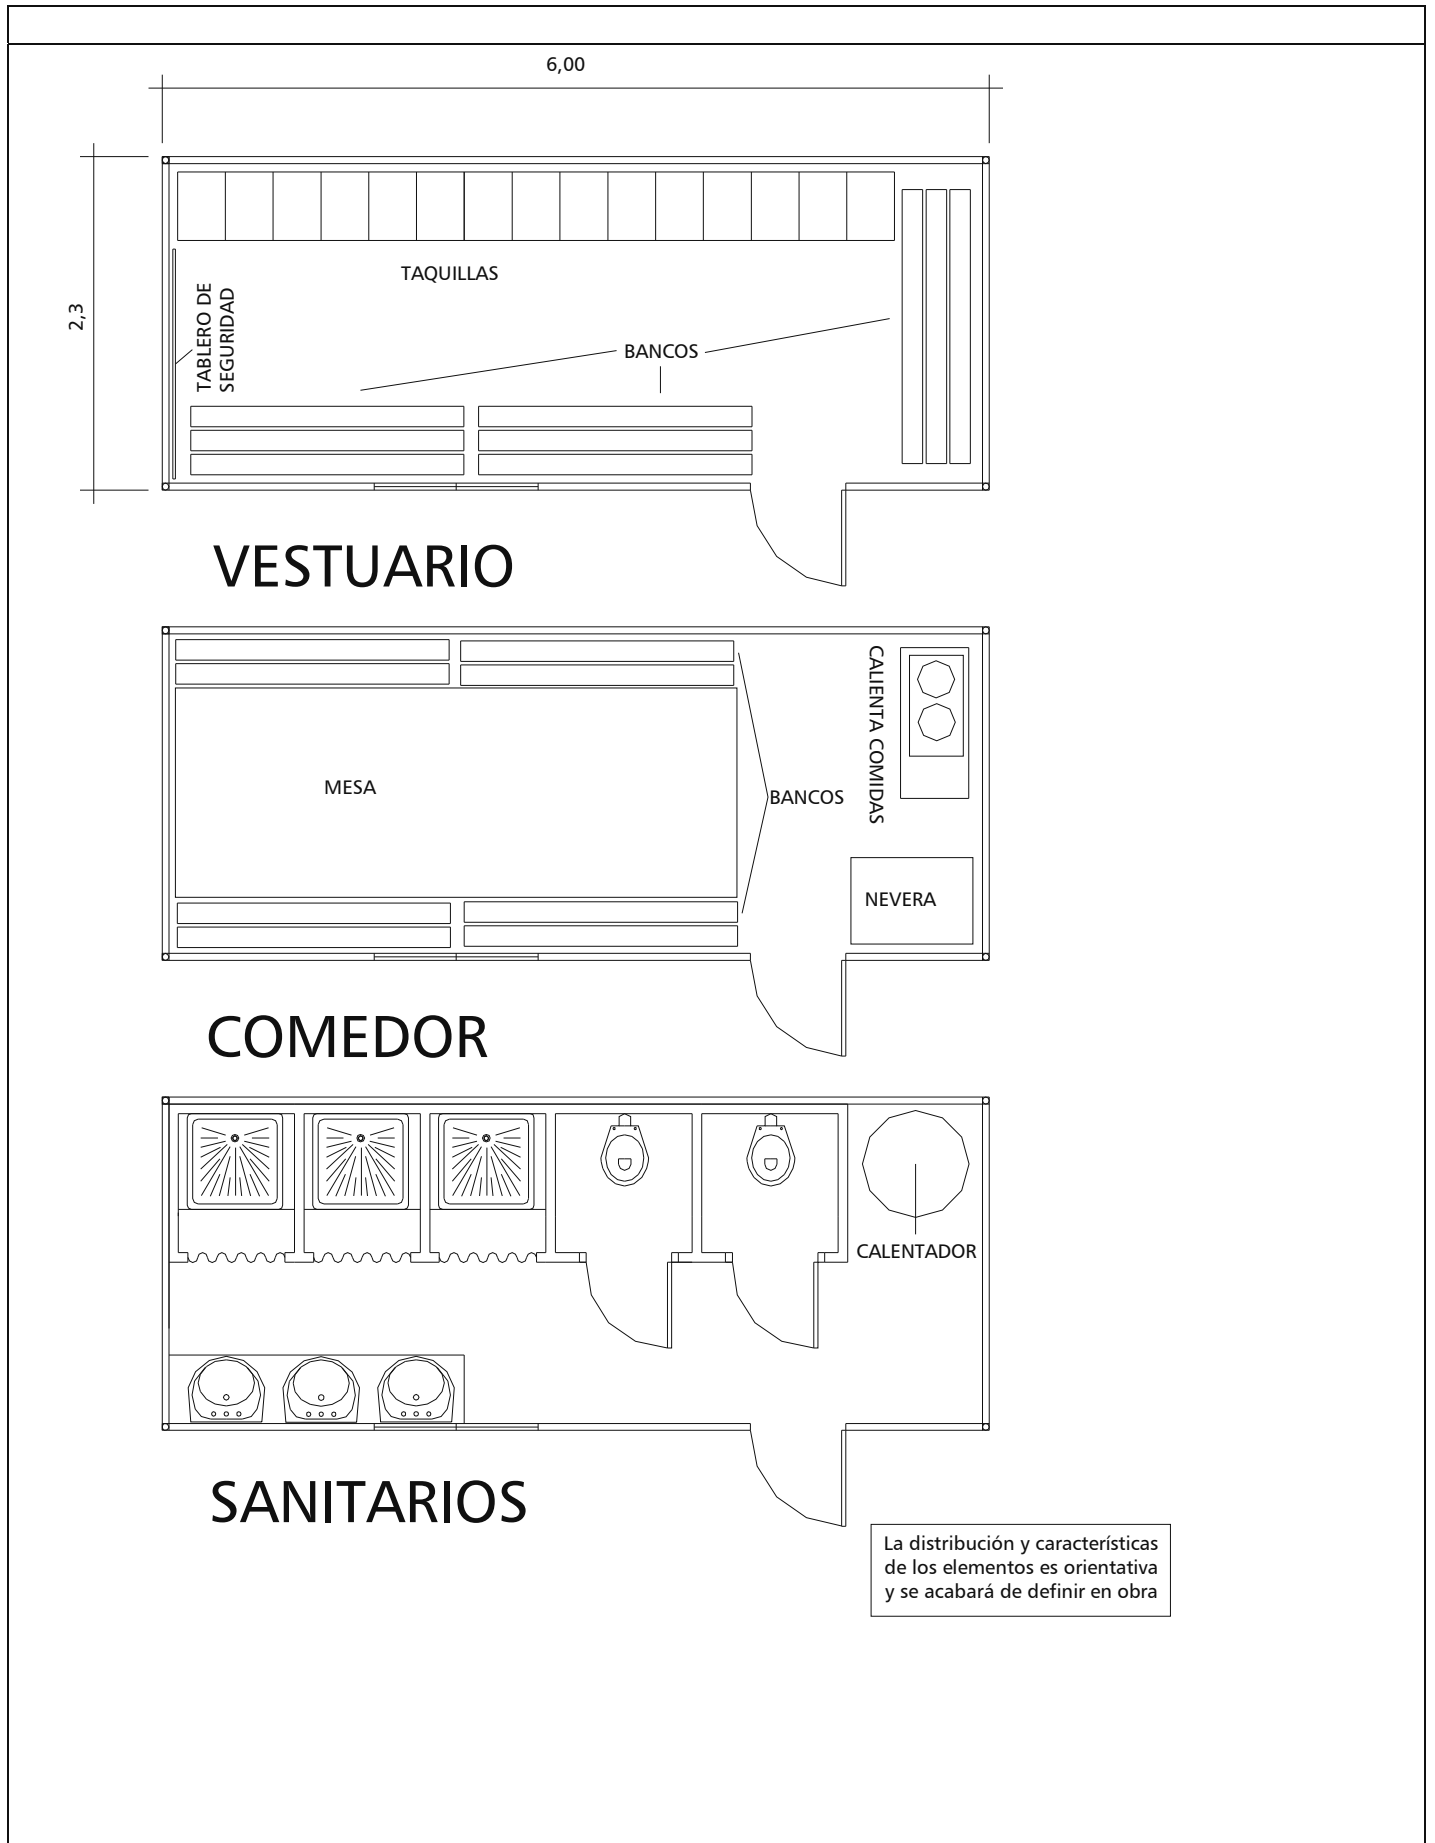 6,00
2,3
TAQUILLAS
TABLERO DE
SEGURIDAD
BANCOS
VESTUARIO
CALIENTA COMIDAS
MESA
BANCOS
NEVERA
COMEDOR
CALENTADOR
SANITARIOS
La distribución y características
de los elementos es orientativa
y se acabará de definir en obra